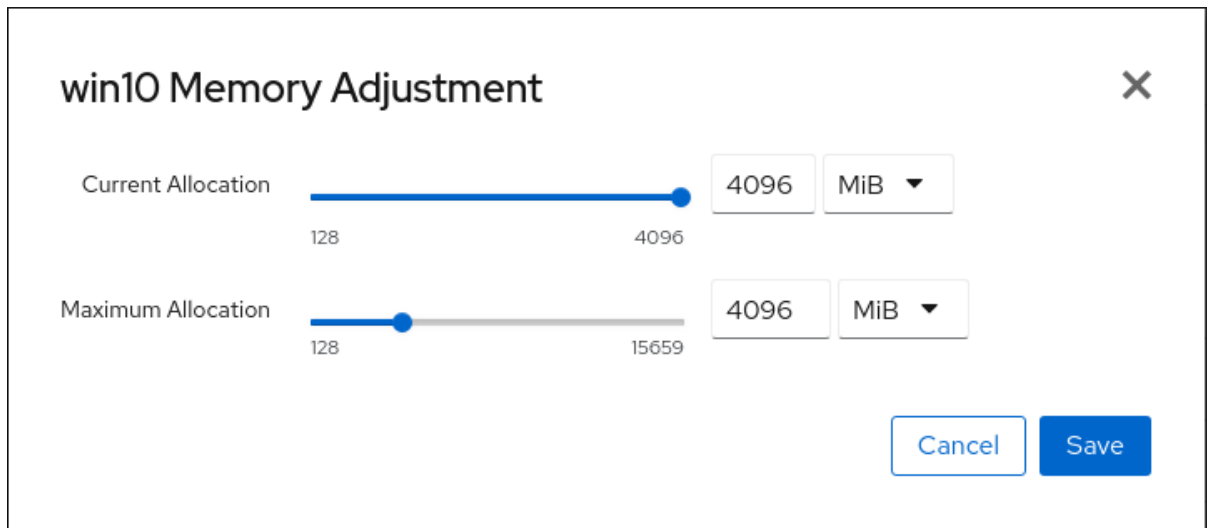 win10 Memory Adjustment
Current Allocation
4096 MiB
128 4096
Maximum Allocation
4096 MiB
128 15659
Cancel Save